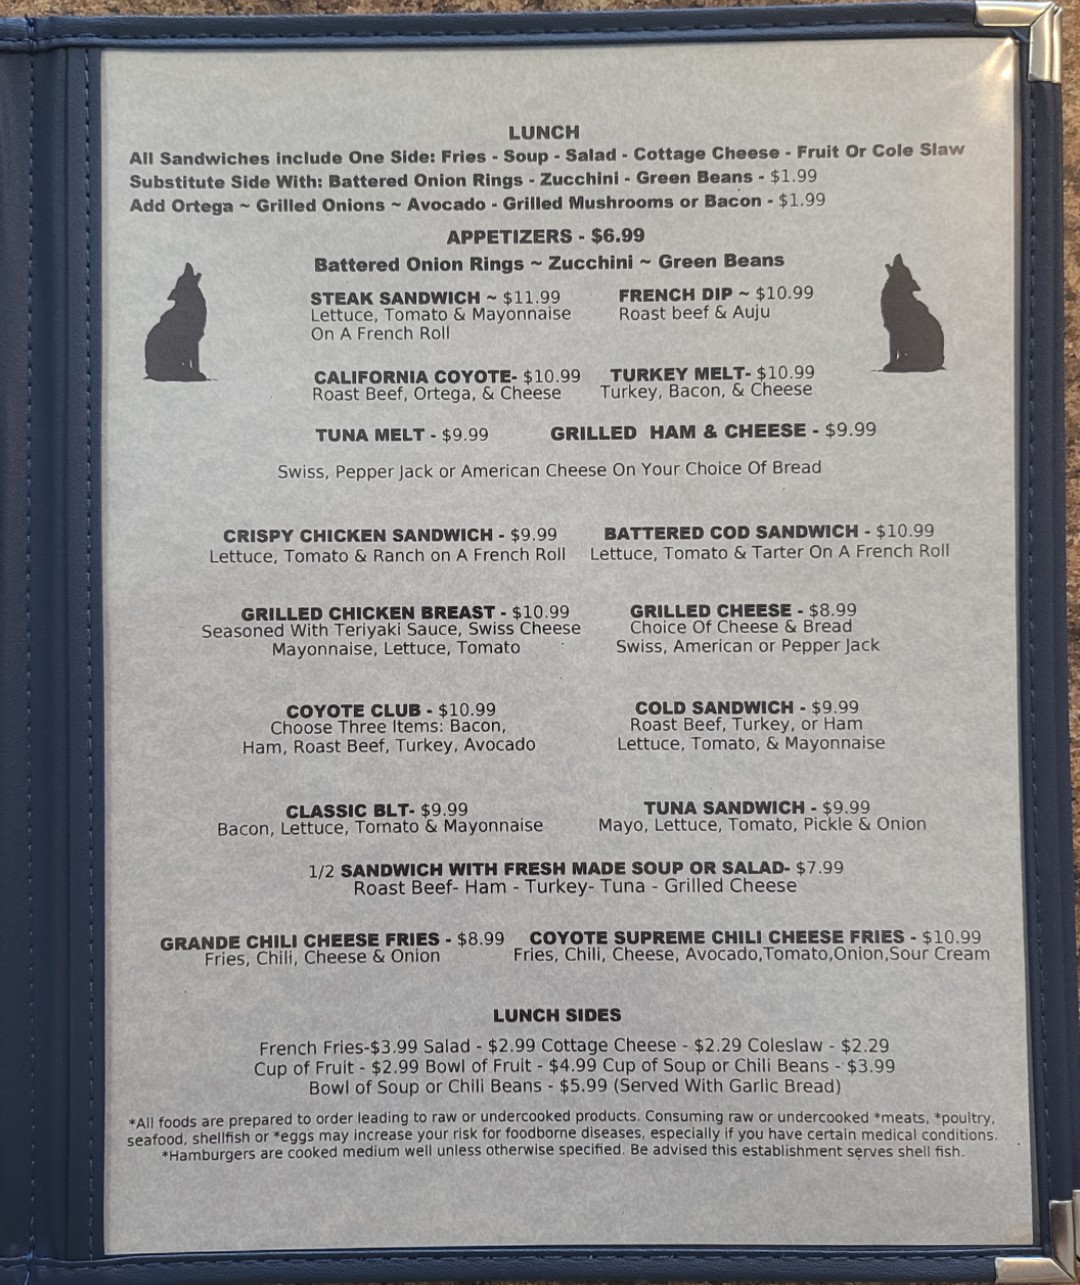 LUNCH
All Sandwiches include One Side: Fries - Soup - Salad - Cottage Cheese - Fruit Or Cole Slaw
Substitute Side With: Battered Onion Rings - Zucchini - Green Beans - $1.99
Add Ortega ~ Grilled Onions ~ Avocado - Grilled Mushrooms or Bacon - $1.99
APPETIZERS - $6.99
Battered Onion Rings ~ Zucchini ~ Green Beans
STEAK SANDWICH ~ $11.99
Lettuce, Tomato & Mayonnaise
On A French Roll
FRENCH DIP ~ $10.99
Roast beef & Auju
CALIFORNIA COYOTE- $10.99
Roast Beef, Ortega, & Cheese
TURKEY MELT- $10.99
Turkey, Bacon, & Cheese
TUNA MELT - $9.99
GRILLED HAM & CHEESE - $9.99
Swiss, Pepper Jack or American Cheese On Your Choice Of Bread
CRISPY CHICKEN SANDWICH - $9.99
Lettuce, Tomato & Ranch on A French Roll
BATTERED COD SANDWICH - $10.99
Lettuce, Tomato & Tarter On A French Roll
GRILLED CHICKEN BREAST - $10.99
Seasoned With Teriyaki Sauce, Swiss Cheese
Mayonnaise, Lettuce, Tomato
GRILLED CHEESE - $8.99
Choice Of Cheese & Bread
Swiss, American or Pepper Jack
COYOTE CLUB - $10.99
Choose Three Items: Bacon,
Ham, Roast Beef, Turkey, Avocado
COLD SANDWICH - $9.99
Roast Beef, Turkey, or Ham
Lettuce, Tomato, & Mayonnaise
CLASSIC BLT- $9.99
Bacon, Lettuce, Tomato & Mayonnaise
TUNA SANDWICH - $9.99
Mayo, Lettuce, Tomato, Pickle & Onion
1/2 SANDWICH WITH FRESH MADE SOUP OR SALAD- $7.99
Roast Beef- Ham - Turkey- Tuna - Grilled Cheese
GRANDE CHILI CHEESE FRIES - $8.99
Fries, Chili, Cheese & Onion
COYOTE SUPREME CHILI CHEESE FRIES - $10.99
Fries, Chili, Cheese, Avocado,Tomato,Onion,Sour Cream
LUNCH SIDES
French Fries-$3.99 Salad - $2.99 Cottage Cheese - $2.29 Coleslaw - $2.29
Cup of Fruit - $2.99 Bowl of Fruit - $4.99 Cup of Soup or Chili Beans - $3.99
Bowl of Soup or Chili Beans - $5.99 (Served With Garlic Bread)
*All foods are prepared to order leading to raw or undercooked products. Consuming raw or undercooked *meats, *poultry,
seafood, shellfish or *eggs may increase your risk for foodborne diseases, especially if you have certain medical conditions.
*Hamburgers are cooked medium well unless otherwise specified. Be advised this establishment serves shell fish.